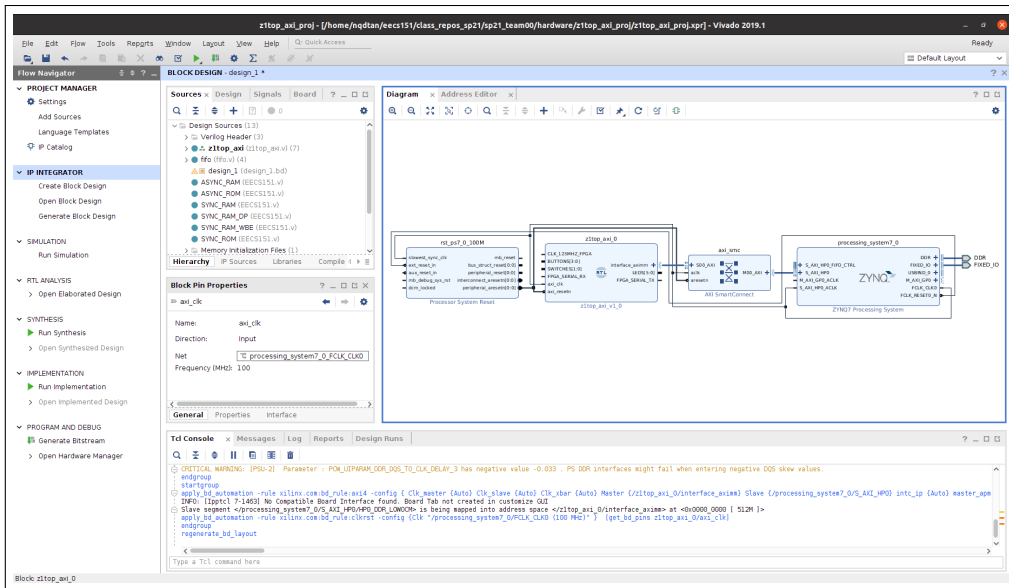 z1top_axi_proj - [/home/nqdtan/eecs151/class_repos_sp21/sp21_team00/hardware/z1top_axi_proj/z1top_axi_proj.xpr] - Vivado 2019.1
File Edit Flow Tools Reports Window Layout View Help Quick Access
Ready
Default Layout
Flow Navigator
PROJECT MANAGER
Settings
Add Sources
Language Templates
IP Catalog
IP INTEGRATOR
Create Block Design
Open Block Design
Generate Block Design
SIMULATION
Run Simulation
RTL ANALYSIS
Open Elaborated Design
SYNTHESIS
Run Synthesis
Open Synthesized Design
IMPLEMENTATION
Run Implementation
Open Implemented Design
PROGRAM AND DEBUG
Generate Bitstream
Open Hardware Manager
BLOCK DESIGN - design_1 *
Sources Design Signals Board
0
Design Sources (13)
Verilog Header (3)
z1top_axi (z1top_axi.v) (7)
fifo (fifo.v) (4)
design_1 (design_1.bd)
ASYNC_RAM (EECS151.v)
ASYNC_ROM (EECS151.v)
SYNC_RAM (EECS151.v)
SYNC_RAM_DP (EECS151.v)
SYNC_RAM_WBE (EECS151.v)
SYNC_ROM (EECS151.v)
Memory Initialization Files (1)
Hierarchy IP Sources Libraries Compile
Block Pin Properties
axi_clk
Name: axi_clk
Direction: Input
Net processing_system7_0_FCLK_CLK0
Frequency (MHz): 100
General Properties Interface
Diagram Address Editor
rst_ps7_0_100M
slowest_sync_clk mb_reset
ext_reset_in bus_struct_reset[0:0]
aux_reset_in peripheral_reset[0:0]
mb_debug_sys_rst interconnect_aresetn[0:0]
dcm_locked peripheral_aresetn[0:0]
Processor System Reset
z1top_axi_0
CLK_125MHZ_FPGA
BUTTONS[3:0] interface_aximm
SWITCHES[1:0] LEDS[5:0]
FPGA_SERIAL_RX FPGA_SERIAL_TX
axi_clk
axi_resetn
RTL
z1top_axi_v1_0
axi_smc
S00_AXI
aclk M00_AXI
aresetn
AXI SmartConnect
processing_system7_0
DDR
S_AXI_HP0_FIFO_CTRL FIXED_IO
S_AXI_HP0 USBIND_0
M_AXI_GP0_ACLK M_AXI_GP0
S_AXI_HP0_ACLK FCLK_CLK0
FCLK_RESET0_N
ZYNQ
ZYNQ7 Processing System
DDR
FIXED_IO
Tcl Console Messages Log Reports Design Runs
CRITICAL WARNING: [PSU-2] Parameter : PCW_UIPARAM_DDR_DQS_TO_CLK_DELAY_3 has negative value -0.033 . PS DDR interfaces might fail when entering negative DQS skew values.
endgroup
startgroup
apply_bd_automation -rule xilinx.com:bd_rule:axi4 -config { Clk_master {Auto} Clk_slave {Auto} Clk_xbar {Auto} Master {/z1top_axi_0/interface_aximm} Slave {/processing_system7_0/S_AXI_HP0} intc_ip {Auto} master_apm
INFO: [Ipptcl 7-1463] No Compatible Board Interface found. Board Tab not created in customize GUI
Slave segment </processing_system7_0/S_AXI_HP0/HP0_DDR_LOWOCM> is being mapped into address space </z1top_axi_0/interface_aximm> at <0x0000_0000 [ 512M ]>
apply_bd_automation -rule xilinx.com:bd_rule:clkrst -config {Clk "/processing_system7_0/FCLK_CLK0 (100 MHz)" } [get_bd_pins z1top_axi_0/axi_clk]
endgroup
regenerate_bd_layout
Type a Tcl command here
Block: z1top_axi_0